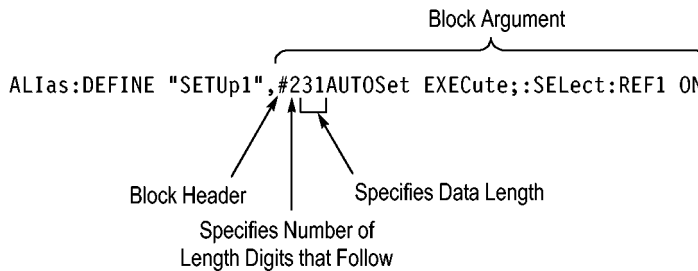 Block Argument
ALIas:DEFINE "SETUp1",#231AUTOSet EXECute;:SELect:REF1 ON
Block Header
Specifies Data Length
Specifies Number of
Length Digits that Follow